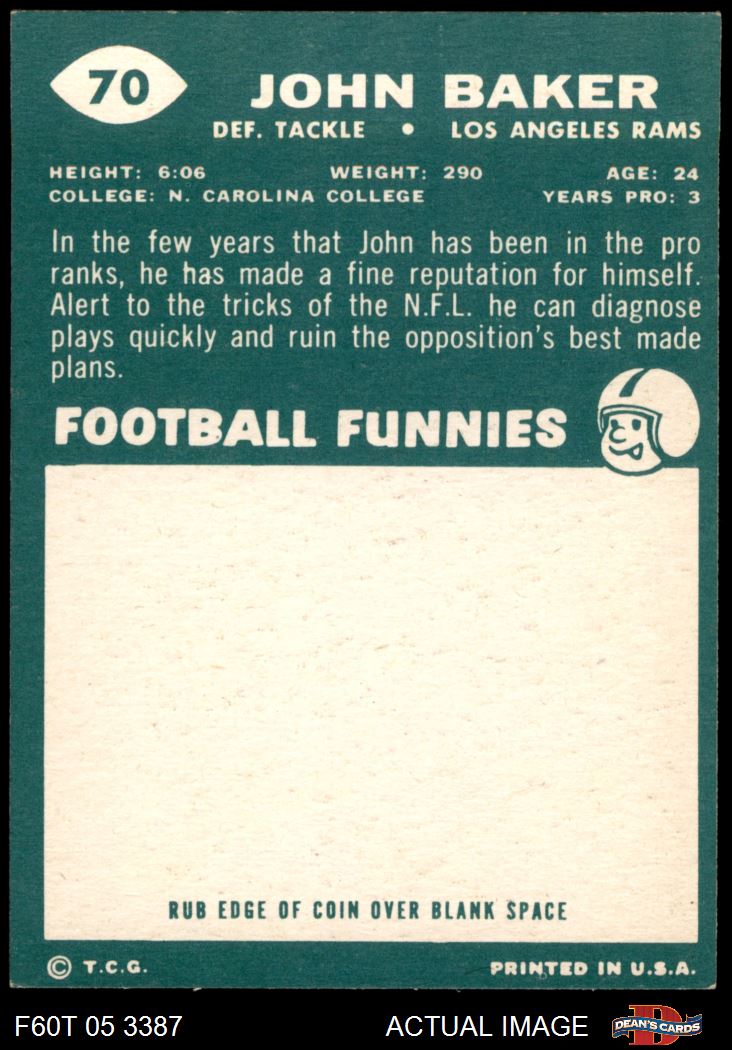 70
JOHN BAKER
DEF. TACKLE • LOS ANGELES RAMS
HEIGHT: 6:06 WEIGHT: 290 AGE: 24
COLLEGE: N. CAROLINA COLLEGE YEARS PRO: 3
In the few years that John has been in the pro
ranks, he has made a fine reputation for himself.
Alert to the tricks of the N.F.L. he can diagnose
plays quickly and ruin the opposition's best made
plans.
FOOTBALL FUNNIES
RUB EDGE OF COIN OVER BLANK SPACE
© T.C.G. PRINTED IN U.S.A.
F60T 05 3387 ACTUAL IMAGE
D
DEAN'S CARDS